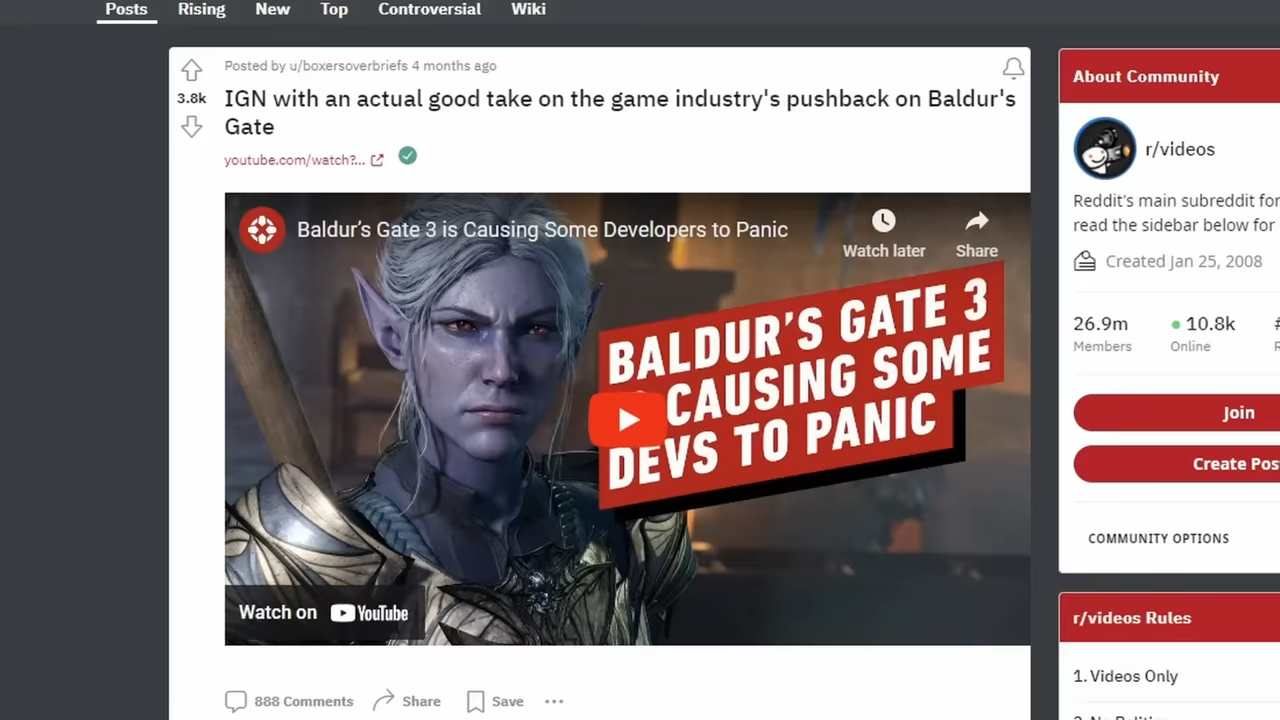 Posts Rising New Top Controversial Wiki
Posted by u/boxersoverbriefs 4 months ago
3.8k
IGN with an actual good take on the game industry's pushback on Baldur's
Gate
youtube.com/watch?...
Baldur's Gate 3 is Causing Some Developers to Panic
Watch later Share
BALDUR'S GATE 3
CAUSING SOME
DEVS TO PANIC
Watch on YouTube
888 Comments Share Save
About Community
r/videos
Reddit's main subreddit for
read the sidebar below for
Created Jan 25, 2008
26.9m 10.8k
Members Online
Join
Create Pos
COMMUNITY OPTIONS
r/videos Rules
1. Videos Only